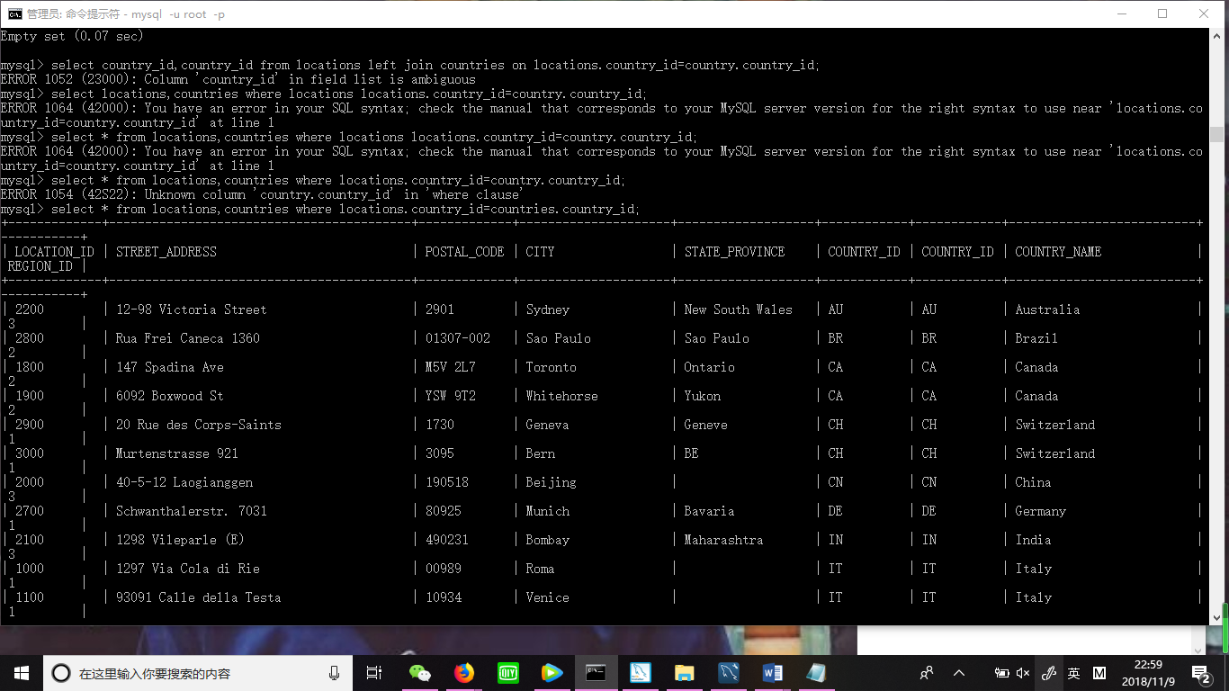 管理员: 命令提示符 - mysql  -u root  -p
Empty set (0.07 sec)
mysql> select country_id,country_id from locations left join countries on locations.country_id=country.country_id;
ERROR 1052 (23000): Column 'country_id' in field list is ambiguous
mysql> select locations,countries where locations locations.country_id=country.country_id;
ERROR 1064 (42000): You have an error in your SQL syntax; check the manual that corresponds to your MySQL server version for the right syntax to use near 'locations.co
untry_id=country.country_id' at line 1
mysql> select * from locations,countries where locations locations.country_id=country.country_id;
ERROR 1064 (42000): You have an error in your SQL syntax; check the manual that corresponds to your MySQL server version for the right syntax to use near 'locations.co
untry_id=country.country_id' at line 1
mysql> select * from locations,countries where locations.country_id=country.country_id;
ERROR 1054 (42S22): Unknown column 'country.country_id' in 'where clause'
mysql> select * from locations,countries where locations.country_id=countries.country_id;
| LOCATION_ID | STREET_ADDRESS | POSTAL_CODE | CITY | STATE_PROVINCE | COUNTRY_ID | COUNTRY_ID | COUNTRY_NAME |
REGION_ID |
| 2200 | 12-98 Victoria Street | 2901 | Sydney | New South Wales | AU | AU | Australia |
3 |
| 2800 | Rua Frei Caneca 1360 | 01307-002 | Sao Paulo | Sao Paulo | BR | BR | Brazil |
2 |
| 1800 | 147 Spadina Ave | M5V 2L7 | Toronto | Ontario | CA | CA | Canada |
2 |
| 1900 | 6092 Boxwood St | YSW 9T2 | Whitehorse | Yukon | CA | CA | Canada |
2 |
| 2900 | 20 Rue des Corps-Saints | 1730 | Geneva | Geneve | CH | CH | Switzerland |
1 |
| 3000 | Murtenstrasse 921 | 3095 | Bern | BE | CH | CH | Switzerland |
1 |
| 2000 | 40-5-12 Laogianggen | 190518 | Beijing | | CN | CN | China |
3 |
| 2700 | Schwanthalerstr. 7031 | 80925 | Munich | Bavaria | DE | DE | Germany |
1 |
| 2100 | 1298 Vileparle (E) | 490231 | Bombay | Maharashtra | IN | IN | India |
3 |
| 1000 | 1297 Via Cola di Rie | 00989 | Roma | | IT | IT | Italy |
1 |
| 1100 | 93091 Calle della Testa | 10934 | Venice | | IT | IT | Italy |
1 |
在这里输入你要搜索的内容
QIY
英
M
22:59
2018/11/9
2